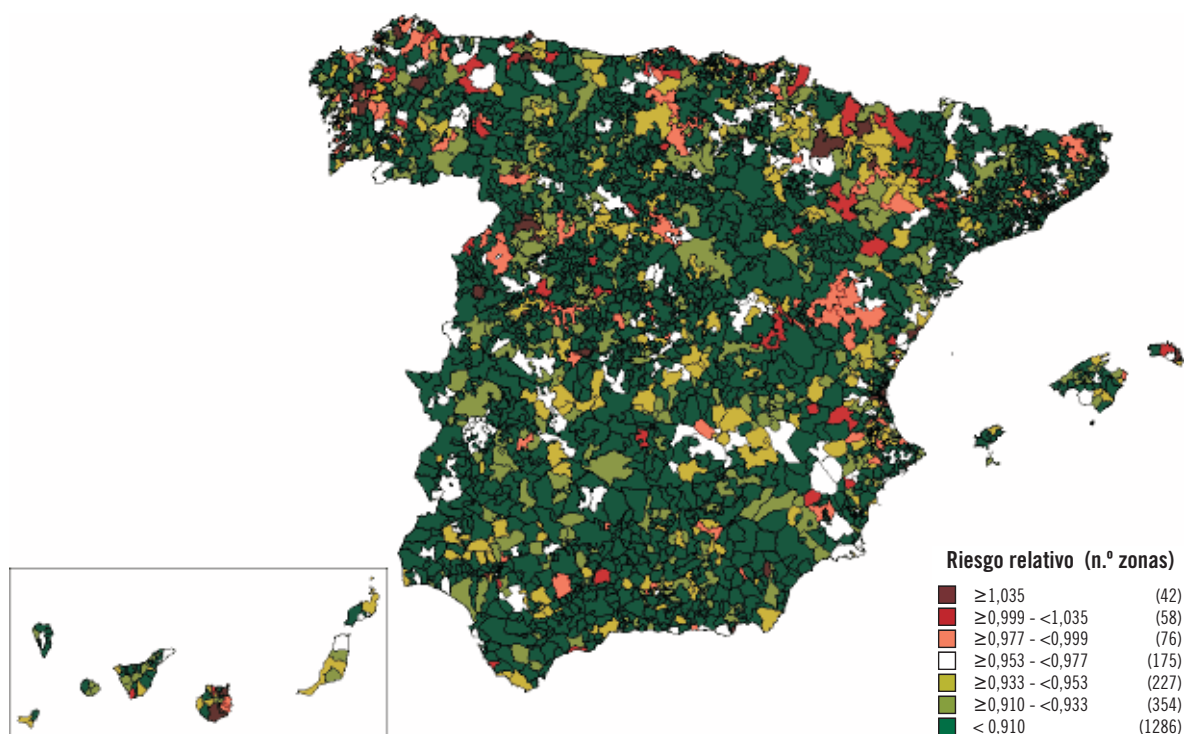 Riesgo relativo (n.º zonas)
≥1,035 (42)
≥0,999 - <1,035 (58)
≥0,977 - <0,999 (76)
≥0,953 - <0,977 (175)
≥0,933 - <0,953 (227)
≥0,910 - <0,933 (354)
< 0,910 (1286)